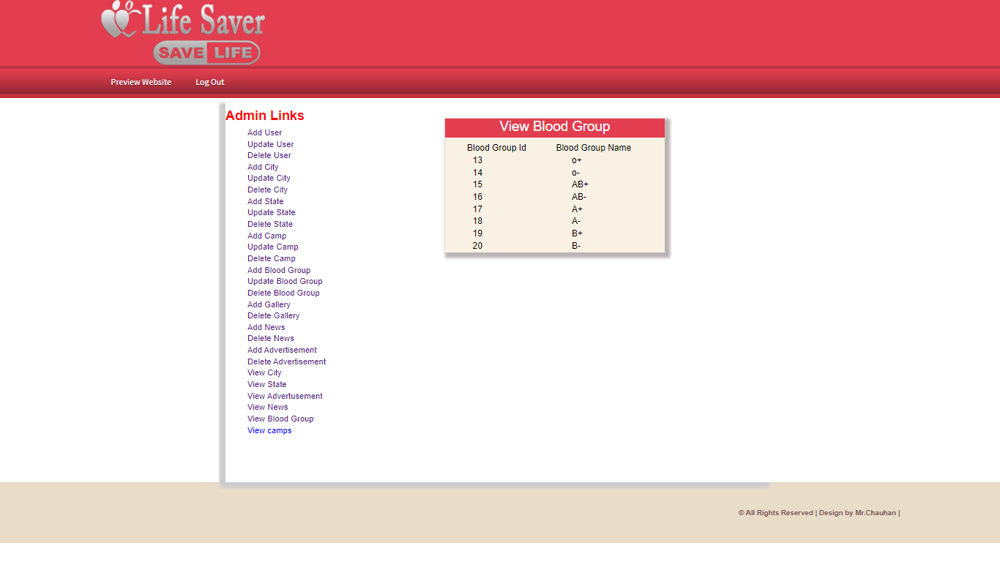 Life Saver
SAVE LIFE
Preview Website Log Out
Admin Links
Add User
Update User
Delete User
Add City
Update City
Delete City
Add State
Update State
Delete State
Add Camp
Update Camp
Delete Camp
Add Blood Group
Update Blood Group
Delete Blood Group
Add Gallery
Delete Gallery
Add News
Delete News
Add Advertisement
Delete Advertisement
View City
View State
View Advertusement
View News
View Blood Group
View camps
View Blood Group
Blood Group Id Blood Group Name
13 o+
14 o-
15 AB+
16 AB-
17 A+
18 A-
19 B+
20 B-
© All Rights Reserved | Design by Mr.Chauhan |